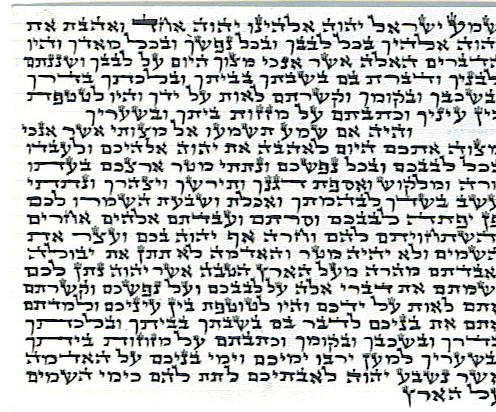 שמע ישראל יהוה אלהינו יהוה אחד ואהבת את
הוה אלהיך בכל לבבך ובכל נפשך ובכל מאדך והיו
הדברים האלה אשר אנכי מצוך היום על לבבך ושננתם
לבניך ודברת בם בשבתך בביתך ובלכתך בדרך
בשכבך ובקומך וקשרתם לאות על ידך והיו לטטפת
בין עיניך וכתבתם על מזזות ביתך ובשעריך
והיה אם שמע תשמעו אל מצותי אשר אנכי
מצוה אתכם היום לאהבה את יהוה אלהיכם ולעבדו
בכל לבבכם ובכל נפשכם ונתתי מטר ארצכם בעתו
ורה ומלקוש ואספת דגנך ותירשך ויצהרך ונתתי
עשב בשדך לבהמתך ואכלת ושבעת השמרו לכם
פן יפתה לבבכם וסרתם ועבדתם אלהים אחרים
השתחויתם להם וחרה אף יהוה בכם ועצר את
השמים ולא יהיה מטר והאדמה לא תתן את יבולה
אבדתם מהרה מעל הארץ הטבה אשר יהוה נתן לכם
שמתם את דברי אלה על לבבכם ועל נפשכם וקשרתם
אתם לאות על ידכם והיו לטוטפת בין עיניכם ולמדתם
אתם את בניכם לדבר בם בשבתך בביתך ובלכתך
בדרך ובשכבך ובקומך וכתבתם על מזוזות ביתך
בשעריך למען ירבו ימיכם וימי בניכם על האדמה
אשר נשבע יהוה לאבתיכם לתת להם כימי השמים
על הארץ